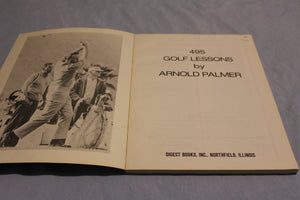 495
GOLF LESSONS
by
ARNOLD PALMER
DIGEST BOOKS, INC., NORTHFIELD, ILLINOIS